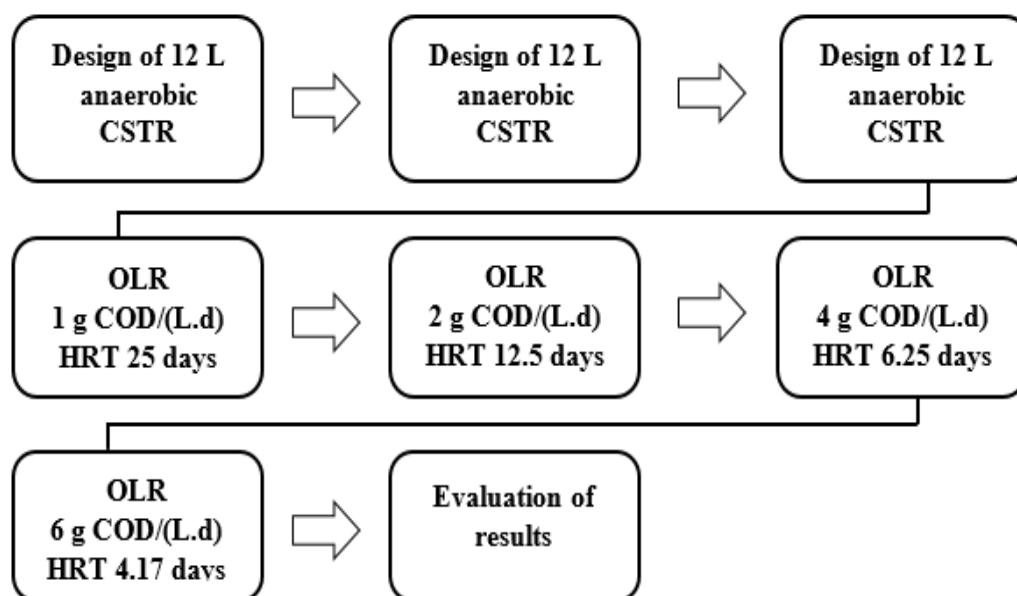 Design of 12 L
anaerobic
CSTR
Design of 12 L
anaerobic
CSTR
Design of 12 L
anaerobic
CSTR
OLR
1 g COD/(L.d)
HRT 25 days
OLR
2 g COD/(L.d)
HRT 12.5 days
OLR
4 g COD/(L.d)
HRT 6.25 days
OLR
6 g COD/(L.d)
HRT 4.17 days
Evaluation of
results